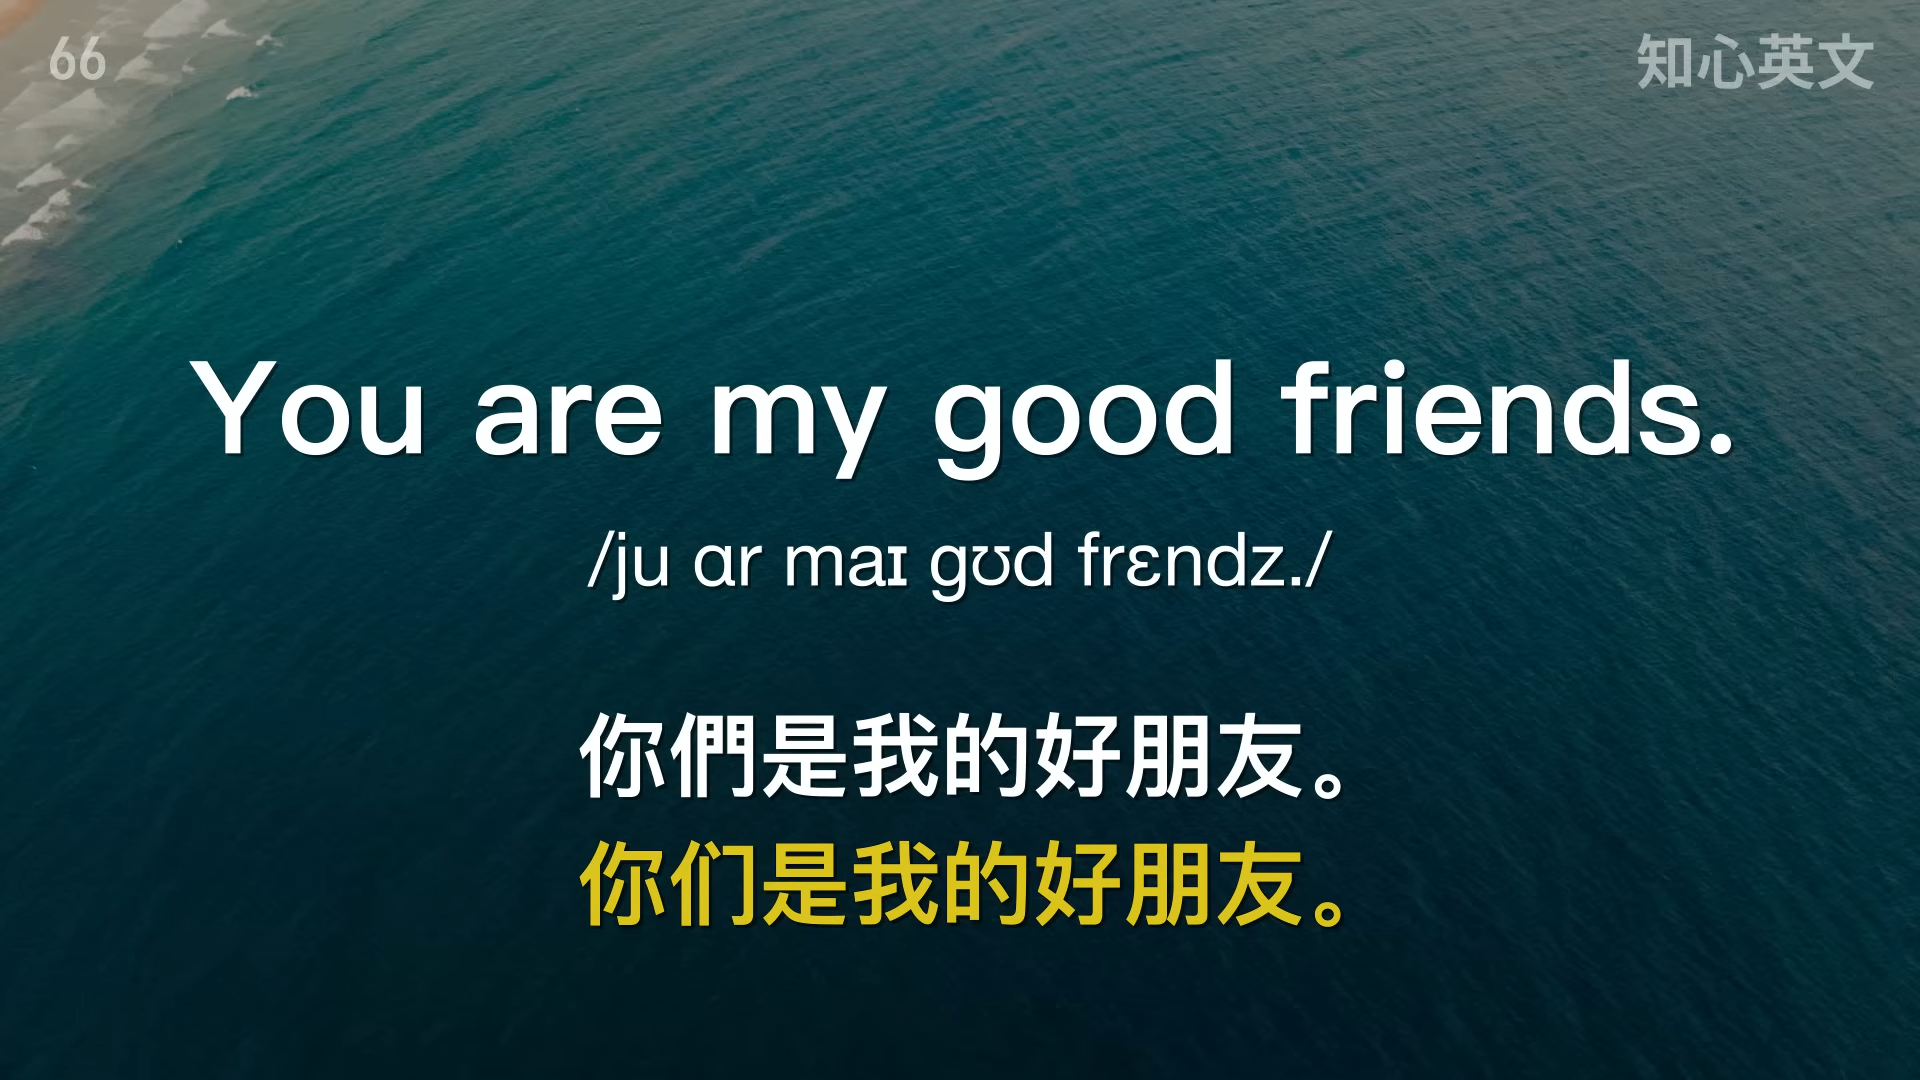 66
知心英文
You are my good friends.
/ju ɑr maɪ gʊd frɛndz./
你們是我的好朋友。
你们是我的好朋友。